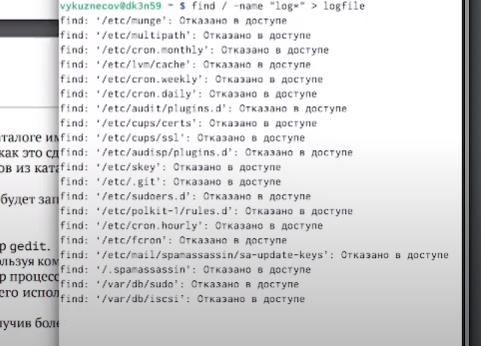 vykuznecov@dk3n59 ~ $ find / -name "log*" > logfile
find: '/etc/munge': Отказано в доступе
find: '/etc/multipath': Отказано в доступе
find: '/etc/cron.monthly': Отказано в доступе
find: '/etc/lvm/cache': Отказано в доступе
find: '/etc/cron.weekly': Отказано в доступе
find: '/etc/cron.daily': Отказано в доступе
find: '/etc/audit/plugins.d': Отказано в доступе
find: '/etc/cups/certs': Отказано в доступе
find: '/etc/cups/ssl': Отказано в доступе
find: '/etc/audisp/plugins.d': Отказано в доступе
find: '/etc/skey': Отказано в доступе
find: '/etc/.git': Отказано в доступе
find: '/etc/sudoers.d': Отказано в доступе
find: '/etc/polkit-1/rules.d': Отказано в доступе
find: '/etc/cron.hourly': Отказано в доступе
find: '/etc/fcron': Отказано в доступе
find: '/etc/mail/spamassassin/sa-update-keys': Отказано в доступе
find: '/.spamassassin': Отказано в доступе
find: '/var/db/sudo': Отказано в доступе
find: '/var/db/iscsi': Отказано в доступе
талоге им
как это сд
ов из ката
будет зап
р gedit.
льзуя ком
р процесс
его испол
лучив боле